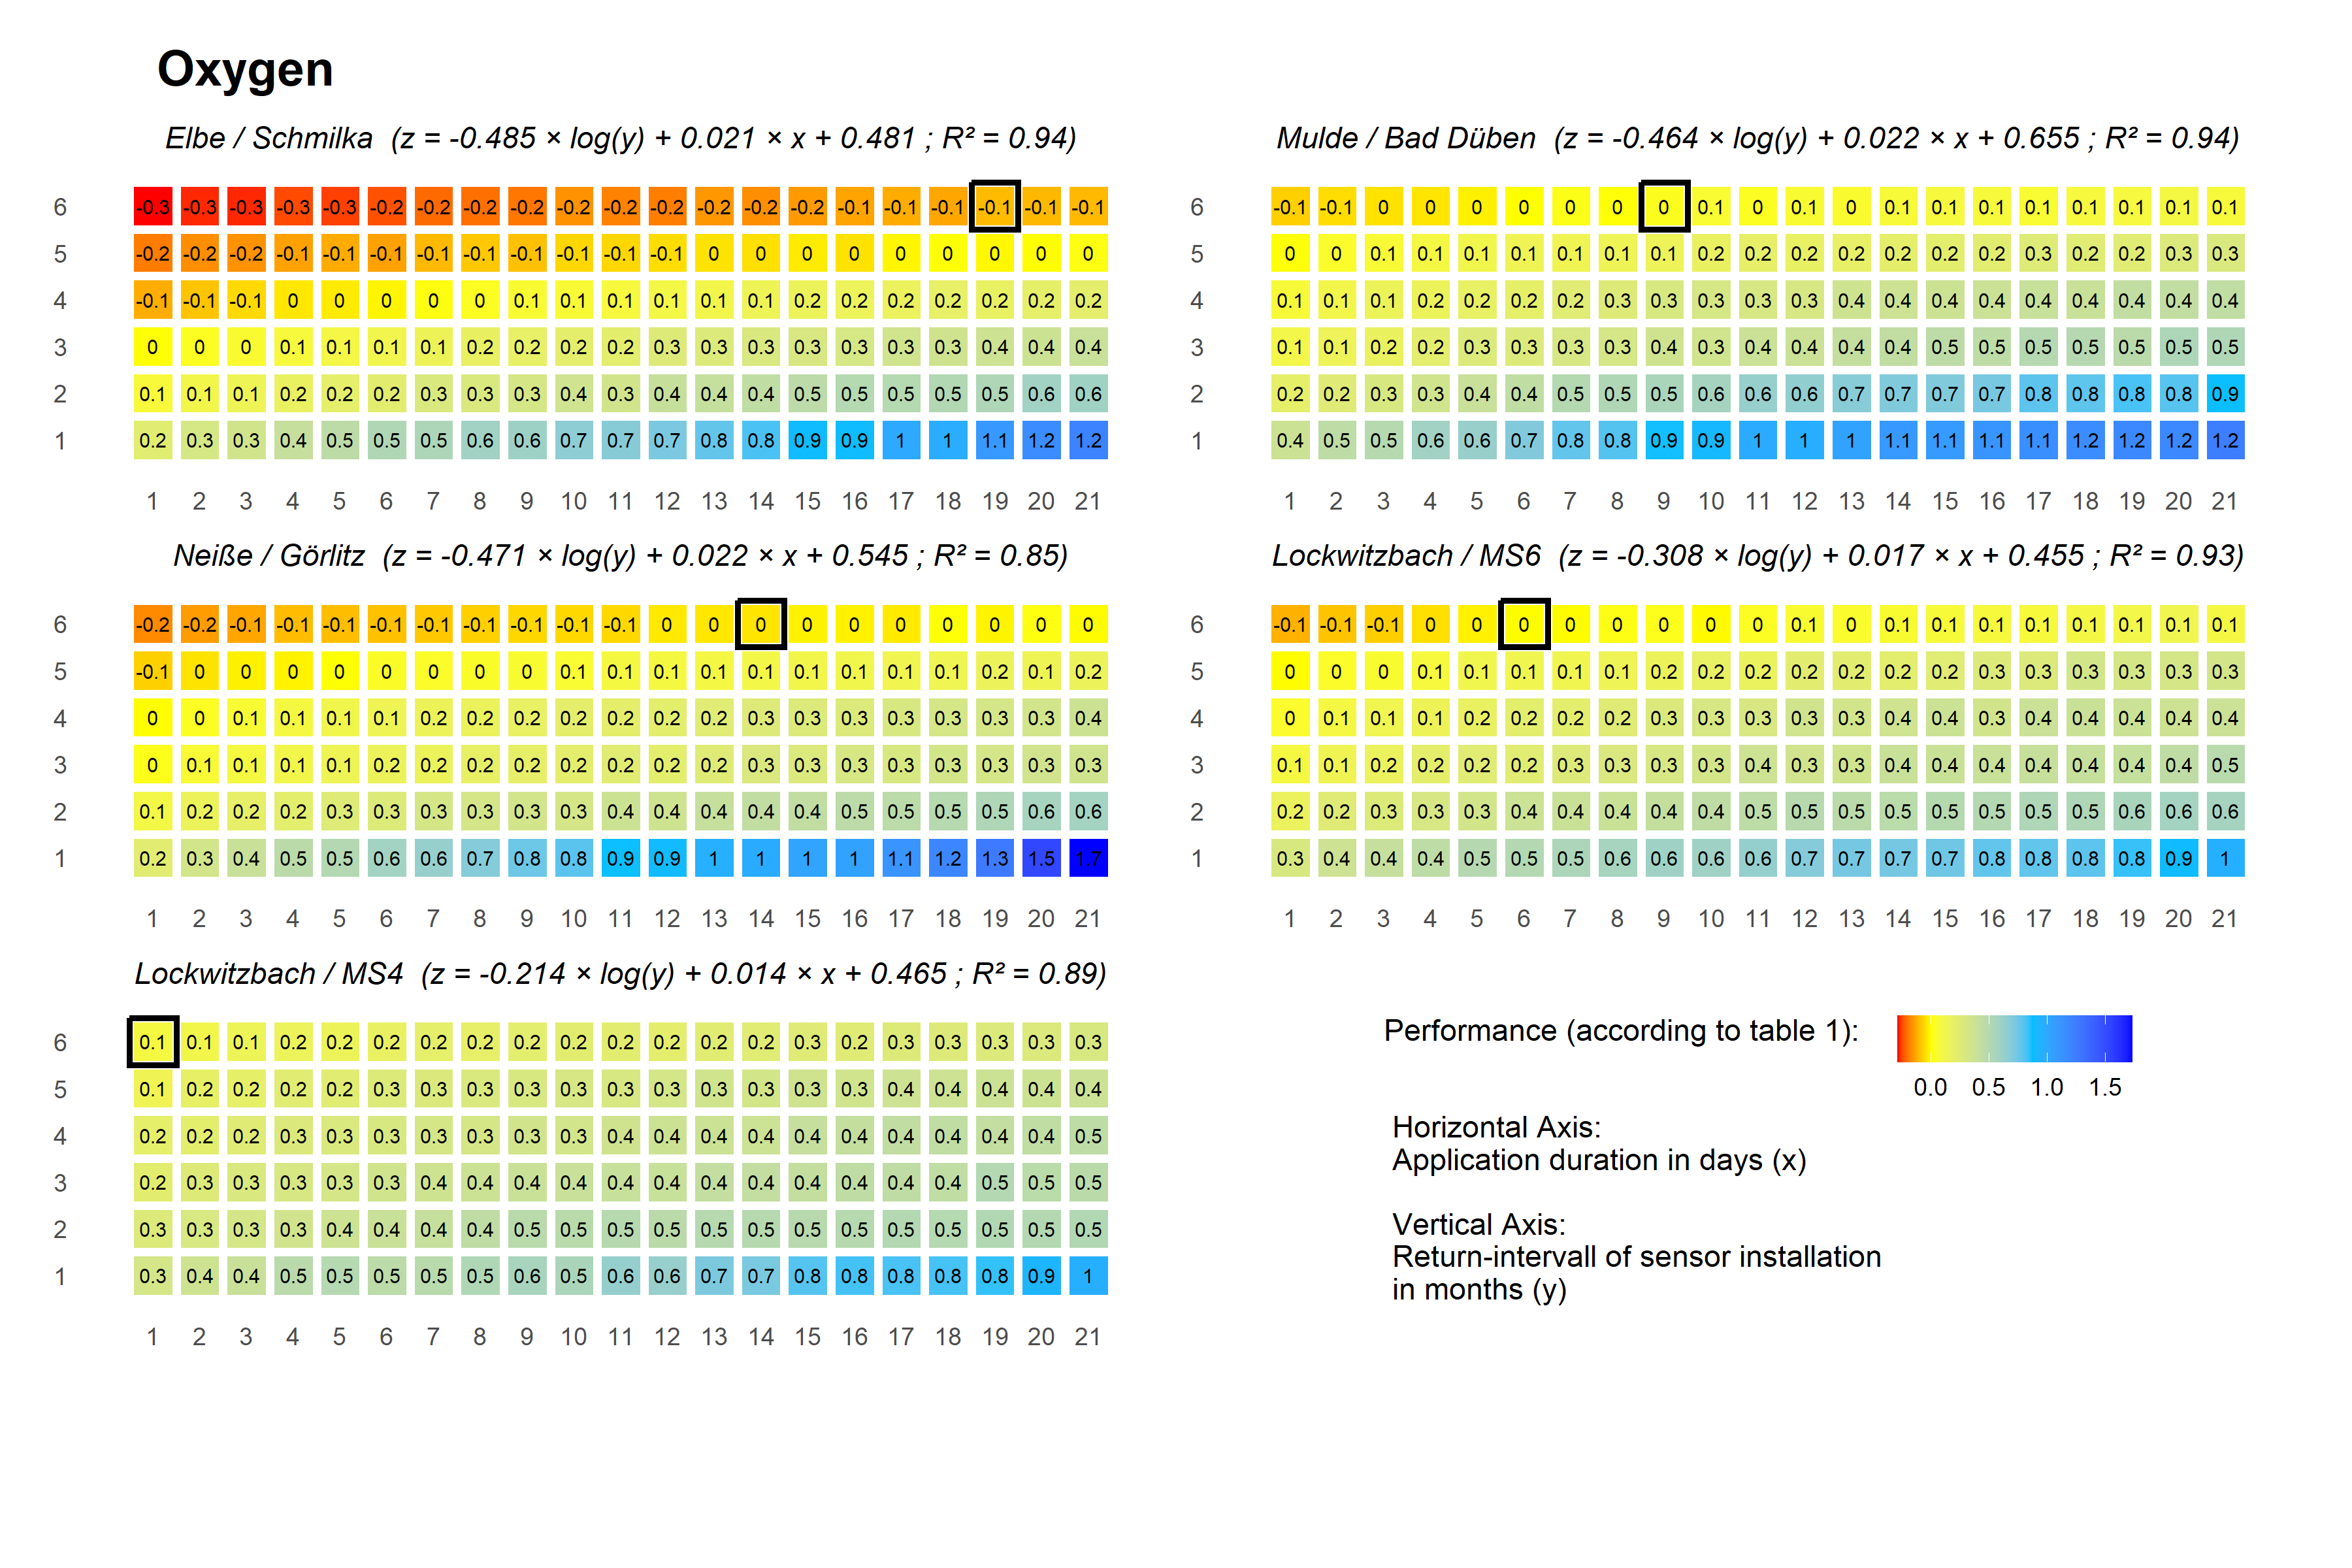 Oxygen
Elbe / Schmilka (z = -0.485 × log(y) + 0.021 × x + 0.481 ; R² = 0.94)
6 -0.3 -0.3 -0.3 -0.3 -0.3 -0.2 -0.2 -0.2 -0.2 -0.2 -0.2 -0.2 -0.2 -0.2 -0.2 -0.1 -0.1 -0.1 -0.1 -0.1 -0.1
5 -0.2 -0.2 -0.2 -0.1 -0.1 -0.1 -0.1 -0.1 -0.1 -0.1 -0.1 -0.1 0 0 0 0 0 0 0 0 0
4 -0.1 -0.1 -0.1 0 0 0 0 0 0.1 0.1 0.1 0.1 0.1 0.1 0.2 0.2 0.2 0.2 0.2 0.2 0.2
3 0 0 0 0.1 0.1 0.1 0.1 0.2 0.2 0.2 0.2 0.3 0.3 0.3 0.3 0.3 0.3 0.3 0.4 0.4 0.4
2 0.1 0.1 0.1 0.2 0.2 0.2 0.3 0.3 0.3 0.4 0.3 0.4 0.4 0.4 0.5 0.5 0.5 0.5 0.5 0.6 0.6
1 0.2 0.3 0.3 0.4 0.5 0.5 0.5 0.6 0.6 0.7 0.7 0.7 0.8 0.8 0.9 0.9 1 1 1.1 1.2 1.2
1 2 3 4 5 6 7 8 9 10 11 12 13 14 15 16 17 18 19 20 21
Mulde / Bad Düben (z = -0.464 × log(y) + 0.022 × x + 0.655 ; R² = 0.94)
6 -0.1 -0.1 0 0 0 0 0 0 0 0.1 0 0.1 0 0.1 0.1 0.1 0.1 0.1 0.1 0.1 0.1
5 0 0 0.1 0.1 0.1 0.1 0.1 0.1 0.1 0.2 0.2 0.2 0.2 0.2 0.2 0.2 0.3 0.2 0.2 0.3 0.3
4 0.1 0.1 0.1 0.2 0.2 0.2 0.2 0.3 0.3 0.3 0.3 0.3 0.4 0.4 0.4 0.4 0.4 0.4 0.4 0.4 0.4
3 0.1 0.1 0.2 0.2 0.3 0.3 0.3 0.3 0.4 0.3 0.4 0.4 0.4 0.4 0.5 0.5 0.5 0.5 0.5 0.5 0.5
2 0.2 0.2 0.3 0.3 0.4 0.4 0.5 0.5 0.5 0.6 0.6 0.6 0.7 0.7 0.7 0.7 0.8 0.8 0.8 0.8 0.9
1 0.4 0.5 0.5 0.6 0.6 0.7 0.8 0.8 0.9 0.9 1 1 1 1.1 1.1 1.1 1.1 1.2 1.2 1.2 1.2
1 2 3 4 5 6 7 8 9 10 11 12 13 14 15 16 17 18 19 20 21
Neiße / Görlitz (z = -0.471 × log(y) + 0.022 × x + 0.545 ; R² = 0.85)
6 -0.2 -0.2 -0.1 -0.1 -0.1 -0.1 -0.1 -0.1 -0.1 -0.1 -0.1 0 0 0 0 0 0 0 0 0 0
5 -0.1 0 0 0 0 0 0 0 0 0.1 0.1 0.1 0.1 0.1 0.1 0.1 0.1 0.1 0.2 0.1 0.2
4 0 0 0.1 0.1 0.1 0.1 0.2 0.2 0.2 0.2 0.2 0.2 0.2 0.3 0.3 0.3 0.3 0.3 0.3 0.3 0.4
3 0 0.1 0.1 0.1 0.1 0.2 0.2 0.2 0.2 0.2 0.2 0.2 0.2 0.3 0.3 0.3 0.3 0.3 0.3 0.3 0.3
2 0.1 0.2 0.2 0.2 0.3 0.3 0.3 0.3 0.3 0.3 0.4 0.4 0.4 0.4 0.4 0.5 0.5 0.5 0.5 0.6 0.6
1 0.2 0.3 0.4 0.5 0.5 0.6 0.6 0.7 0.8 0.8 0.9 0.9 1 1 1 1 1.1 1.2 1.3 1.5 1.7
1 2 3 4 5 6 7 8 9 10 11 12 13 14 15 16 17 18 19 20 21
Lockwitzbach / MS6 (z = -0.308 × log(y) + 0.017 × x + 0.455 ; R² = 0.93)
6 -0.1 -0.1 -0.1 0 0 0 0 0 0 0 0 0.1 0 0.1 0.1 0.1 0.1 0.1 0.1 0.1 0.1
5 0 0 0 0.1 0.1 0.1 0.1 0.1 0.2 0.2 0.2 0.2 0.2 0.2 0.2 0.3 0.3 0.3 0.3 0.3 0.3
4 0 0.1 0.1 0.1 0.2 0.2 0.2 0.2 0.3 0.3 0.3 0.3 0.3 0.4 0.4 0.3 0.4 0.4 0.4 0.4 0.4
3 0.1 0.1 0.2 0.2 0.2 0.2 0.3 0.3 0.3 0.3 0.4 0.3 0.3 0.4 0.4 0.4 0.4 0.4 0.4 0.4 0.5
2 0.2 0.2 0.3 0.3 0.3 0.4 0.4 0.4 0.4 0.4 0.5 0.5 0.5 0.5 0.5 0.5 0.5 0.5 0.6 0.6 0.6
1 0.3 0.4 0.4 0.4 0.5 0.5 0.5 0.6 0.6 0.6 0.6 0.7 0.7 0.7 0.7 0.8 0.8 0.8 0.8 0.9 1
1 2 3 4 5 6 7 8 9 10 11 12 13 14 15 16 17 18 19 20 21
Lockwitzbach / MS4 (z = -0.214 × log(y) + 0.014 × x + 0.465 ; R² = 0.89)
6 0.1 0.1 0.1 0.2 0.2 0.2 0.2 0.2 0.2 0.2 0.2 0.2 0.2 0.2 0.3 0.2 0.3 0.3 0.3 0.3 0.3
5 0.1 0.2 0.2 0.2 0.2 0.3 0.3 0.3 0.3 0.3 0.3 0.3 0.3 0.3 0.3 0.3 0.4 0.4 0.4 0.4 0.4
4 0.2 0.2 0.2 0.3 0.3 0.3 0.3 0.3 0.3 0.3 0.4 0.4 0.4 0.4 0.4 0.4 0.4 0.4 0.4 0.4 0.5
3 0.2 0.3 0.3 0.3 0.3 0.3 0.4 0.4 0.4 0.4 0.4 0.4 0.4 0.4 0.4 0.4 0.4 0.4 0.5 0.5 0.5
2 0.3 0.3 0.3 0.3 0.4 0.4 0.4 0.4 0.5 0.5 0.5 0.5 0.5 0.5 0.5 0.5 0.5 0.5 0.5 0.5 0.5
1 0.3 0.4 0.4 0.5 0.5 0.5 0.5 0.5 0.6 0.5 0.6 0.6 0.7 0.7 0.8 0.8 0.8 0.8 0.8 0.9 1
1 2 3 4 5 6 7 8 9 10 11 12 13 14 15 16 17 18 19 20 21
Performance (according to table 1):
0.0 0.5 1.0 1.5
Horizontal Axis:
Application duration in days (x)
Vertical Axis:
Return-intervall of sensor installation
in months (y)